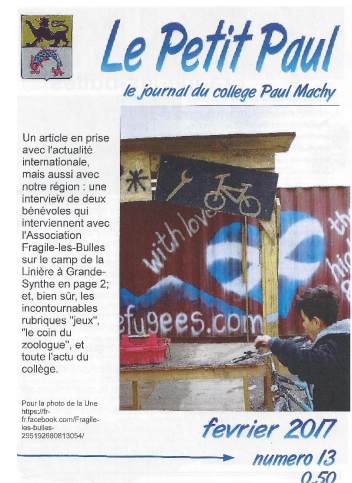 Le Petit Paul
le journal du college Paul Machy
Un article en prise
avec l'actualité
internationale,
mais aussi avec
notre région : une
interview de deux
bénévoles qui
interviennent avec
l'Association
Fragile-les-Bulles
sur le camp de la
Linière à Grande-
Synthe en page 2;
et, bien sûr, les
incontournables
rubriques "jeux",
"le coin du
zoologue", et
toute l'actu du
collège.
Pour la photo de la Une
https://fr-
fr.facebook.com/Fragile-
les-bulles-
295192660813054/
with love
the
efugees.com
fevrier 2017
numero 13
0,50